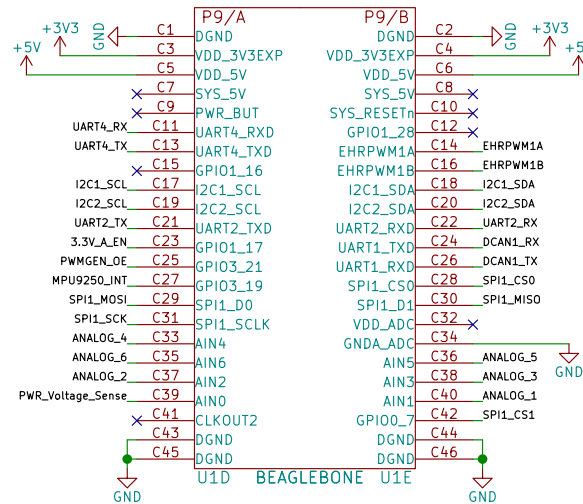 P9/A P9/B
GND C1 DGND DGND C2 GND
+3V3 C3 VDD_3V3EXP VDD_3V3EXP C4 +3V3
+5V C5 VDD_5V VDD_5V C6 +5
C7 SYS_5V SYS_5V C8
C9 PWR_BUT SYS_RESETn C10
UART4_RX C11 UART4_RXD GPIO1_28 C12
UART4_TX C13 UART4_TXD EHRPWM1A C14 EHRPWM1A
C15 GPIO1_16 EHRPWM1B C16 EHRPWM1B
I2C1_SCL C17 I2C1_SCL I2C1_SDA C18 I2C1_SDA
I2C2_SCL C19 I2C2_SCL I2C2_SDA C20 I2C2_SDA
UART2_TX C21 UART2_TXD UART2_RXD C22 UART2_RX
3.3V_A_EN C23 GPIO1_17 UART1_TXD C24 DCAN1_RX
PWMGEN_OE C25 GPIO3_21 UART1_RXD C26 DCAN1_TX
MPU9250_INT C27 GPIO3_19 SPI1_CS0 C28 SPI1_CS0
SPI1_MOSI C29 SPI1_D0 SPI1_D1 C30 SPI1_MISO
SPI1_SCK C31 SPI1_SCLK VDD_ADC C32
ANALOG_4 C33 AIN4 GNDA_ADC C34 GND
ANALOG_6 C35 AIN6 AIN5 C36 ANALOG_5
ANALOG_2 C37 AIN2 AIN3 C38 ANALOG_3
PWR_Voltage_Sense C39 AIN0 AIN1 C40 ANALOG_1
C41 CLKOUT2 GPIO0_7 C42 SPI1_CS1
C43 DGND DGND C44
C45 DGND DGND C46
GND U1D BEAGLEBONE U1E GND